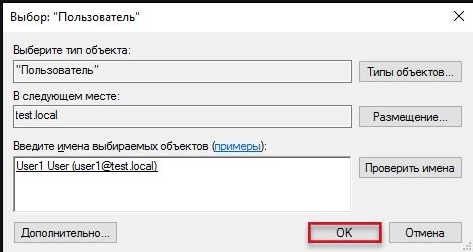 Выбор: "Пользователь"
Выберите тип объекта:
"Пользователь"
Типы объектов...
В следующем месте:
test.local
Размещение...
Введите имена выбираемых объектов (примеры):
User1 User (user1@test.local)
Проверить имена
Дополнительно...
OK
Отмена